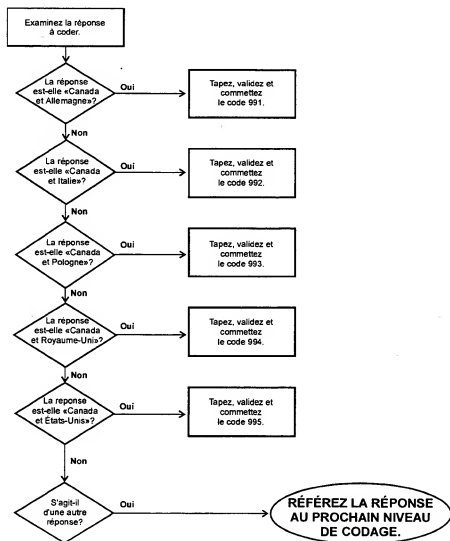 Examinez la réponse
à coder.
La réponse
est-elle «Canada
et Allemagne»?
Oui
Tapez, validez et
commettez
le code 991.
Non
La réponse
est-elle «Canada
et Italie»?
Oui
Tapez, validez et
commettez
le code 992.
Non
La réponse
est-elle «Canada
et Pologne»?
Oui
Tapez, validez et
commettez
le code 993.
Non
La réponse
est-elle «Canada
et Royaume-Uni»?
Oui
Tapez, validez et
commettez
le code 994.
Non
La reponse
est-elle «Canada
et États-Unis»?
Oui
Tapez, validez et
commettez
le code 995.
Non
S'agit-il
d'une autre
réponse?
Oui
RÉFÉREZ LA RÉPONSE
AU PROCHAIN NIVEAU
DE CODAGE.